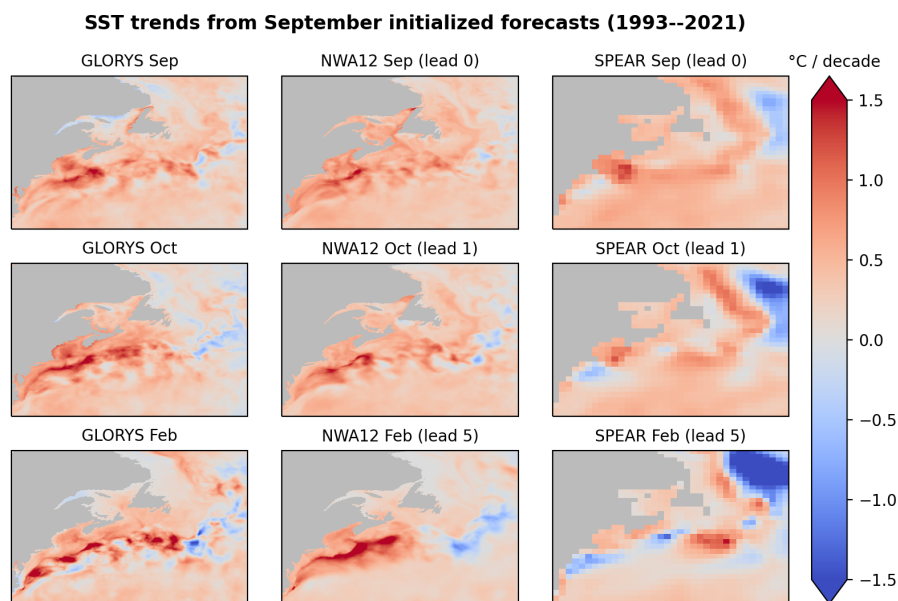 SST trends from September initialized forecasts (1993--2021)
GLORYS Sep
NWA12 Sep (lead 0)
SPEAR Sep (lead 0)
°C / decade
GLORYS Oct
NWA12 Oct (lead 1)
SPEAR Oct (lead 1)
GLORYS Feb
NWA12 Feb (lead 5)
SPEAR Feb (lead 5)
1.5
1.0
0.5
0.0
−0.5
−1.0
−1.5